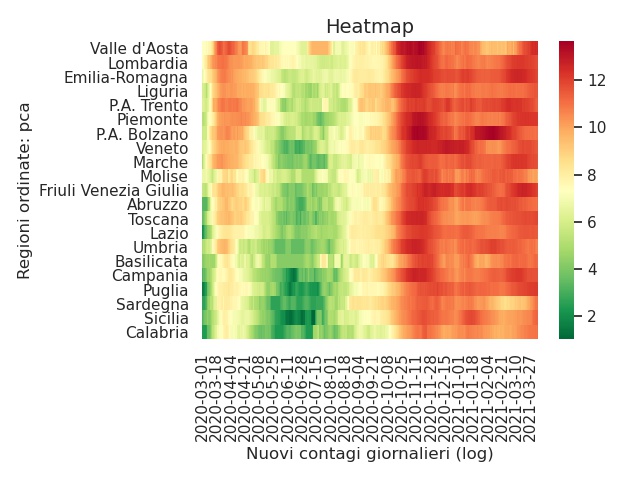 Heatmap
Regioni ordinate: pca
Valle d'Aosta
Lombardia
Emilia-Romagna
Liguria
P.A. Trento
Piemonte
P.A. Bolzano
Veneto
Marche
Molise
Friuli Venezia Giulia
Abruzzo
Toscana
Lazio
Umbria
Basilicata
Campania
Puglia
Sardegna
Sicilia
Calabria
12
10
8
6
4
2
2020-03-01
2020-03-18
2020-04-04
2020-04-21
2020-05-08
2020-05-25
2020-06-11
2020-06-28
2020-07-15
2020-08-01
2020-08-18
2020-09-04
2020-09-21
2020-10-08
2020-10-25
2020-11-11
2020-11-28
2020-12-15
2021-01-01
2021-01-18
2021-02-04
2021-02-21
2021-03-10
2021-03-27
Nuovi contagi giornalieri (log)